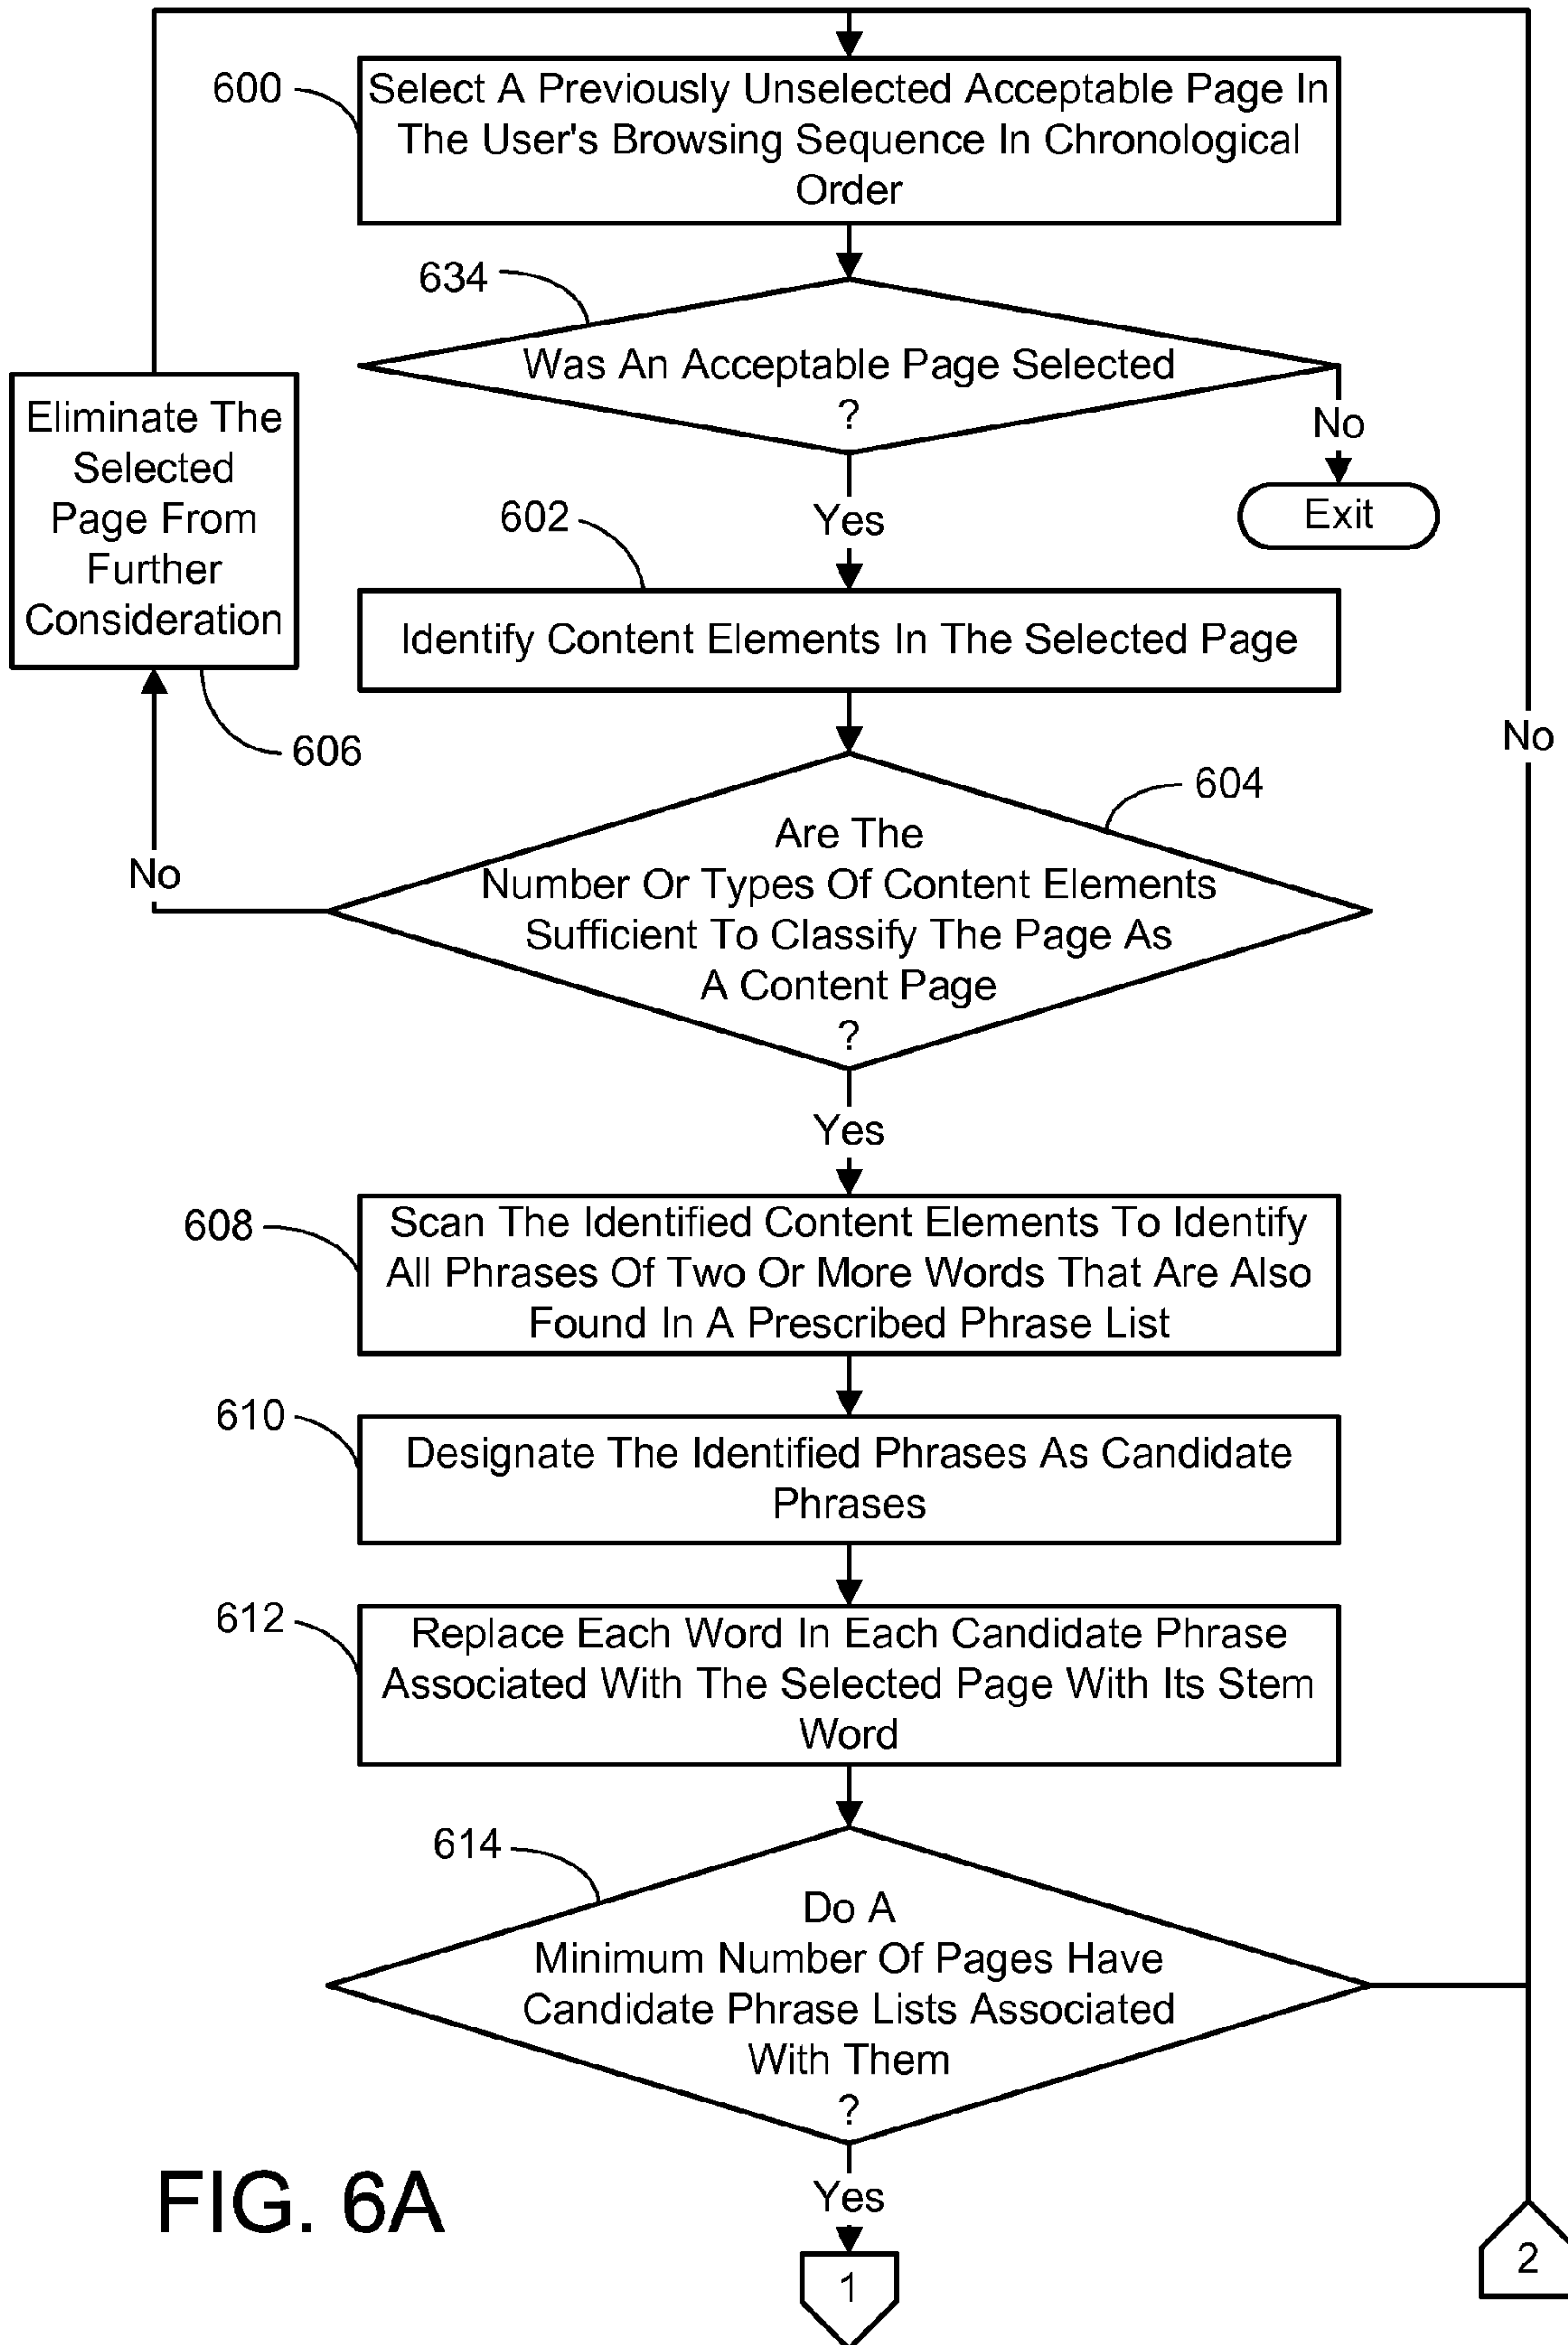 600
Select A Previously Unselected Acceptable Page In
The User's Browsing Sequence In Chronological
Order
634
Was An Acceptable Page Selected
?
No
Exit
Yes
Eliminate The
Selected
Page From
Further
Consideration
606
602
Identify Content Elements In The Selected Page
No
604
Are The
Number Or Types Of Content Elements
Sufficient To Classify The Page As
A Content Page
?
No
Yes
608
Scan The Identified Content Elements To Identify
All Phrases Of Two Or More Words That Are Also
Found In A Prescribed Phrase List
610
Designate The Identified Phrases As Candidate
Phrases
612
Replace Each Word In Each Candidate Phrase
Associated With The Selected Page With Its Stem
Word
614
Do A
Minimum Number Of Pages Have
Candidate Phrase Lists Associated
With Them
?
Yes
1
2
FIG. 6A